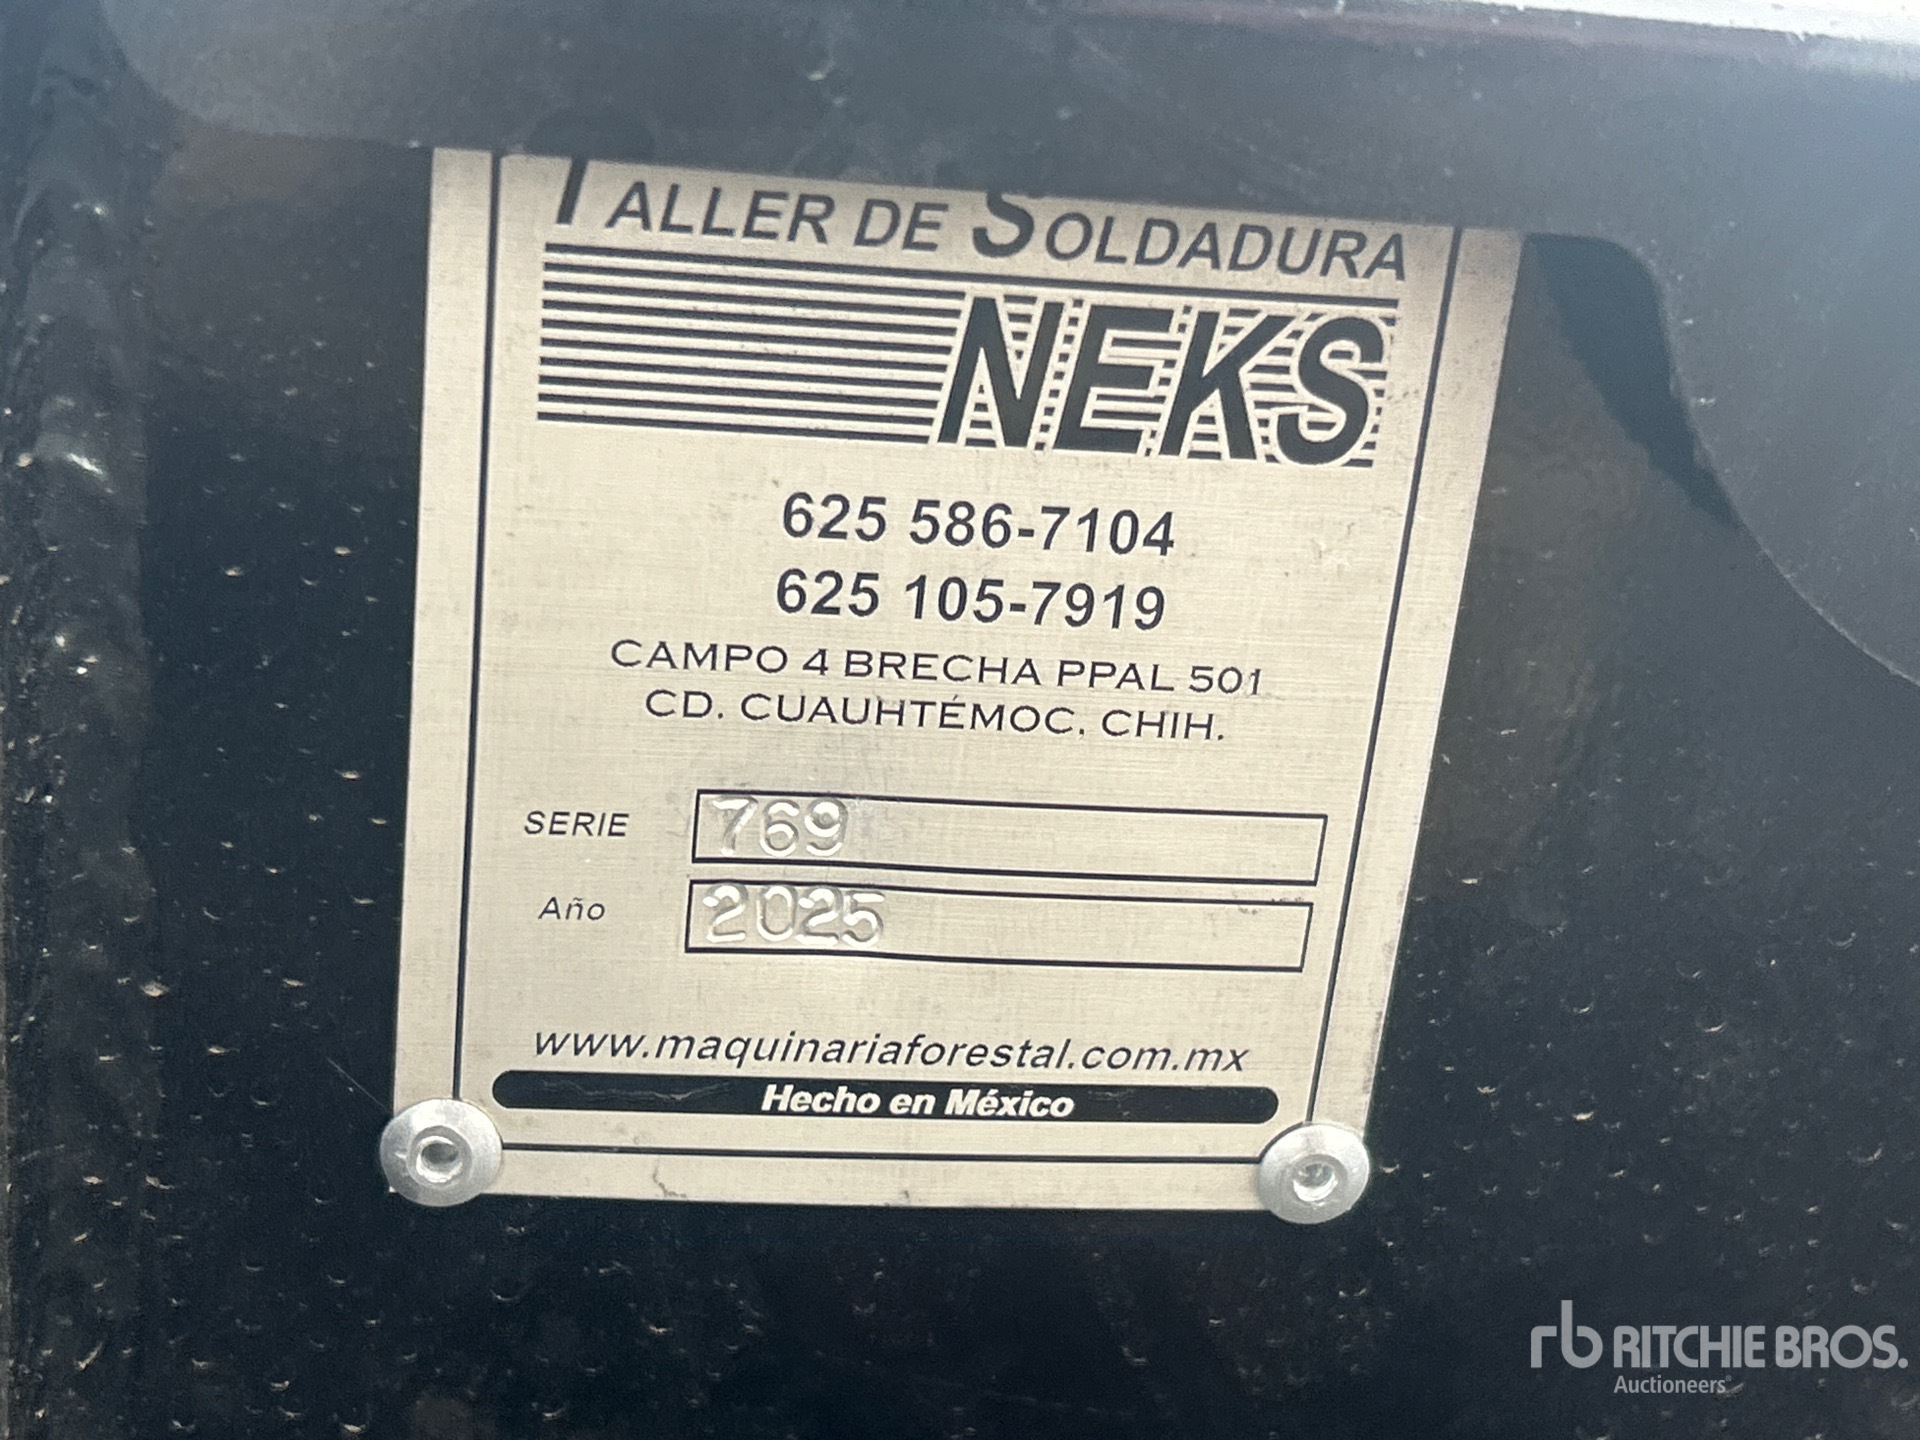 TALLER DE SOLDADURA
NEKS
625 586-7104
625 105-7919
CAMPO 4 BRECHA PPAL 501
CD. CUAUHTÉMOC, CHIH.
SERIE 769
Año 2025
www.maquinariaforestal.com.mx
Hecho en México
rb RITCHIE BROS.
Auctioneers